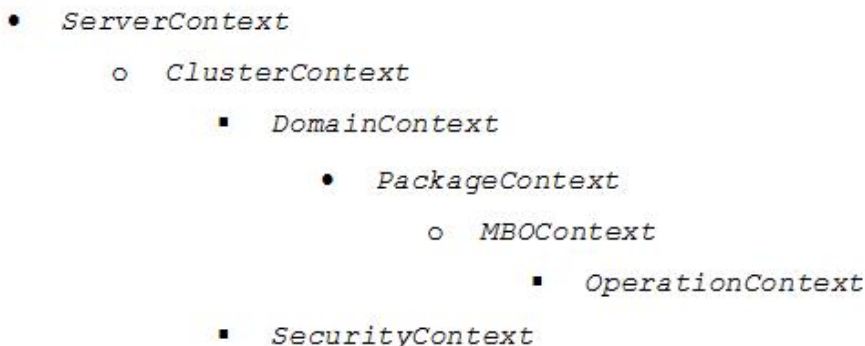 • ServerContext
o ClusterContext
▪ DomainContext
• PackageContext
o MBOContext
▪ OperationContext
▪ SecurityContext